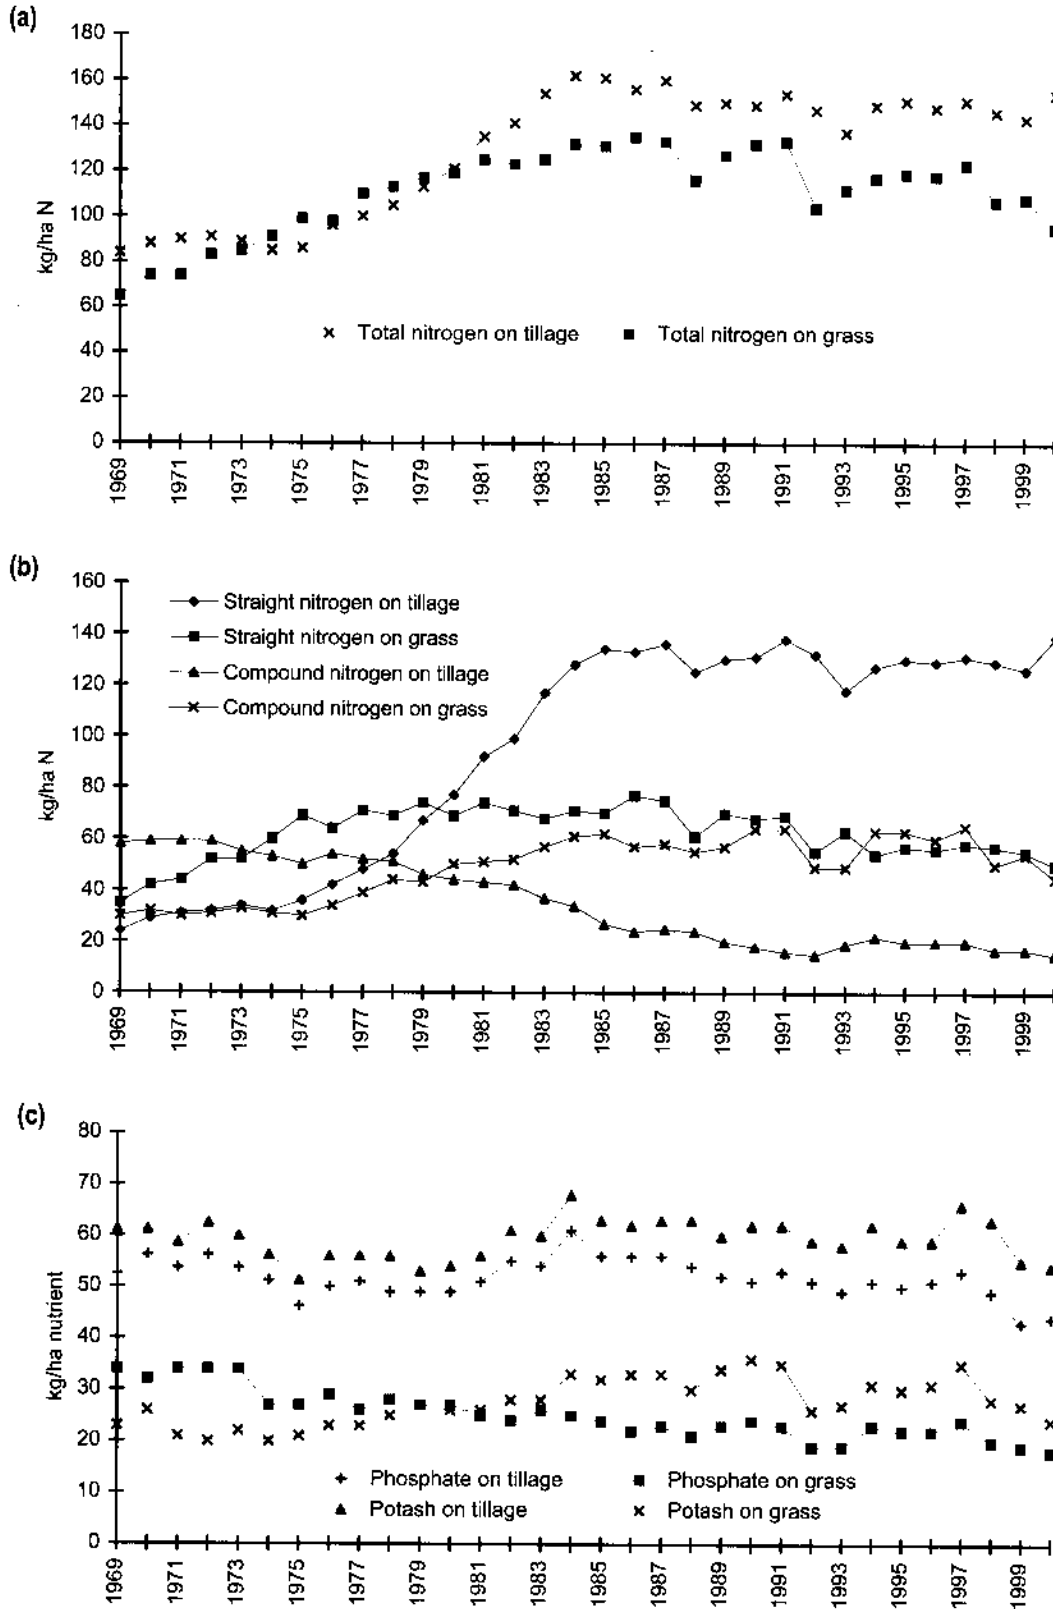 (a)
180
160
140
120
100
80
60
40
20
0
kg/ha N
× Total nitrogen on tillage ■ Total nitrogen on grass
1969 1971 1973 1975 1977 1979 1981 1983 1985 1987 1989 1991 1993 1995 1997 1999
(b)
160
140
120
100
80
60
40
20
0
kg/ha N
Straight nitrogen on tillage
Straight nitrogen on grass
Compound nitrogen on tillage
Compound nitrogen on grass
1969 1971 1973 1975 1977 1979 1981 1983 1985 1987 1989 1991 1993 1995 1997 1999
(c)
80
70
60
50
40
30
20
10
0
kg/ha nutrient
+ Phosphate on tillage ■ Phosphate on grass
▲ Potash on tillage × Potash on grass
1969 1971 1973 1975 1977 1979 1981 1983 1985 1987 1989 1991 1993 1995 1997 1999